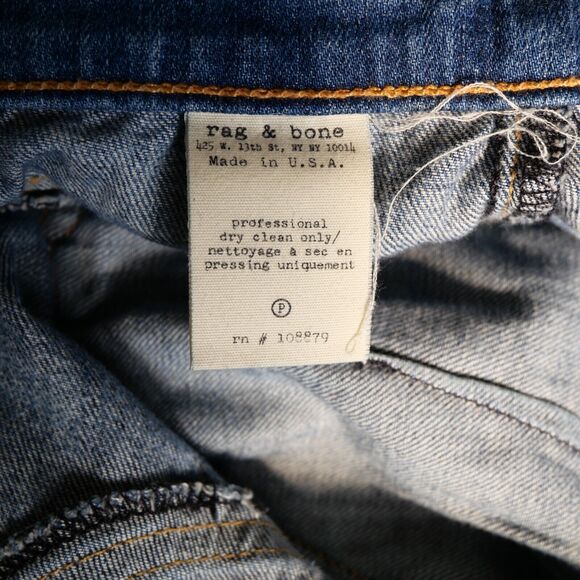 rag & bone
425 W. 13th St, NY NY 10014
Made in U.S.A.
professional
dry clean only/
nettoyage à sec en
pressing uniquement
P
rn # 108879